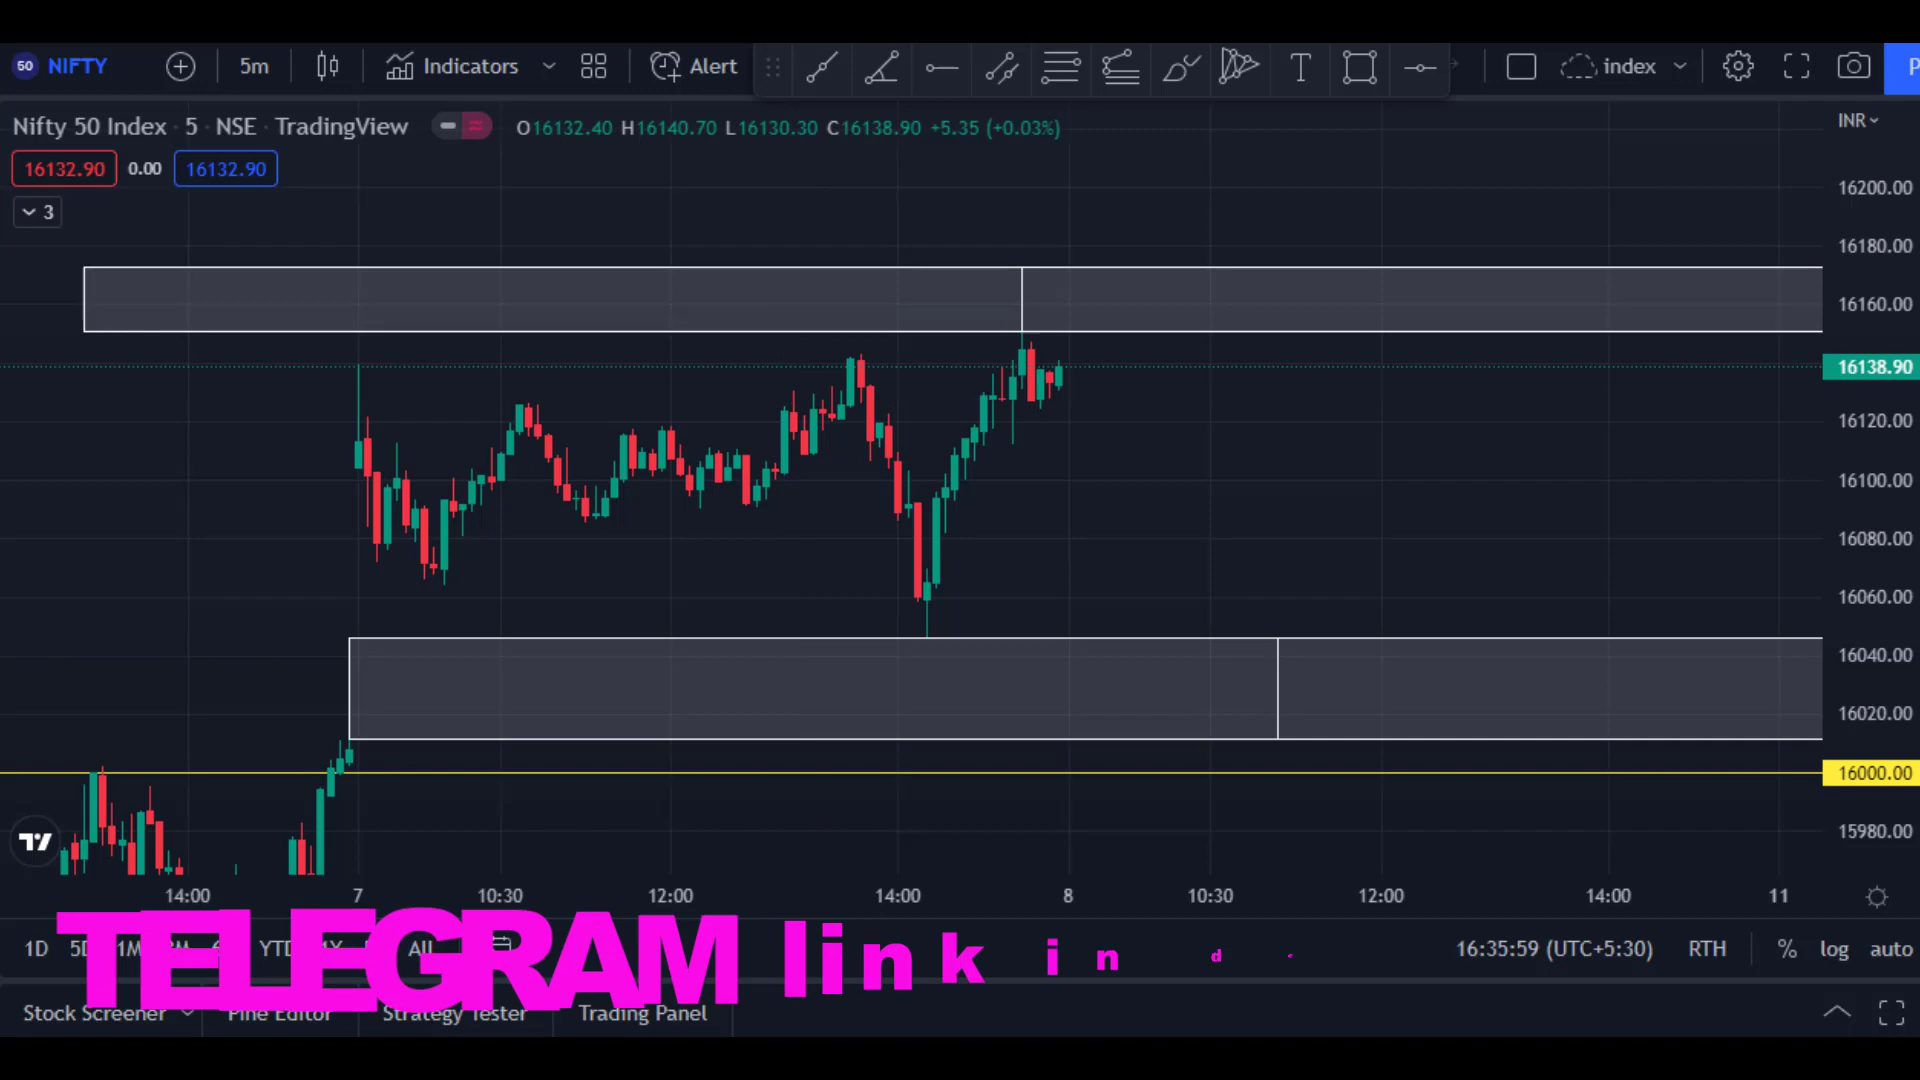 50 NIFTY 5m Indicators Alert T index P
Nifty 50 Index · 5 · NSE · TradingView O16132.40 H16140.70 L16130.30 C16138.90 +5.35 (+0.03%) INR
16132.90 0.00 16132.90
3
16200.00
16180.00
16160.00
16138.90
16120.00
16100.00
16080.00
16060.00
16040.00
16020.00
16000.00
15980.00
14:00 7 10:30 12:00 14:00 8 10:30 12:00 14:00 11
TELEGRAM link in d
1D 5D 1M YTD 1Y All 16:35:59 (UTC+5:30) RTH % log auto
Stock Screener Pine Editor Strategy Tester Trading Panel